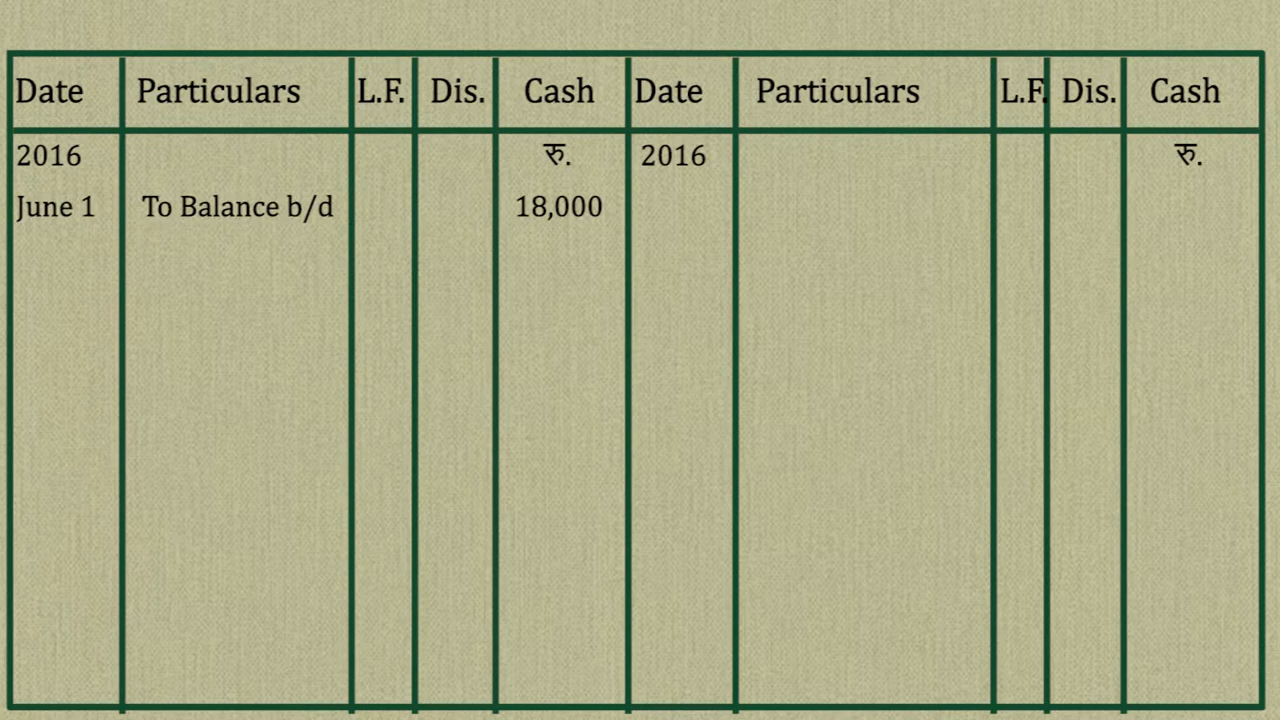 Date Particulars L.F. Dis. Cash Date Particulars L.F. Dis. Cash
2016 रु. 2016 रु.
June 1 To Balance b/d 18,000